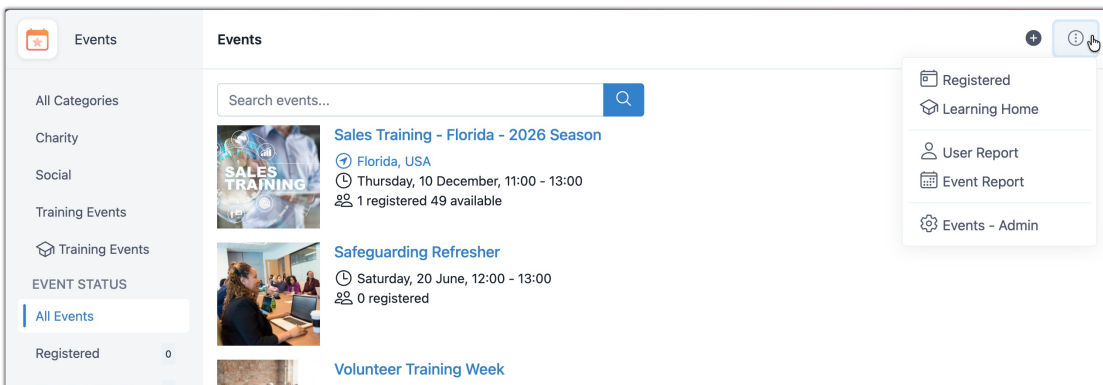 Events
Events
All Categories
Charity
Social
Training Events
Training Events
EVENT STATUS
All Events
Registered 0
Search events...
SALES
TRAINING
Sales Training - Florida - 2026 Season
Florida, USA
Thursday, 10 December, 11:00 - 13:00
1 registered 49 available
Safeguarding Refresher
Saturday, 20 June, 12:00 - 13:00
0 registered
Volunteer Training Week
Registered
Learning Home
User Report
Event Report
Events - Admin